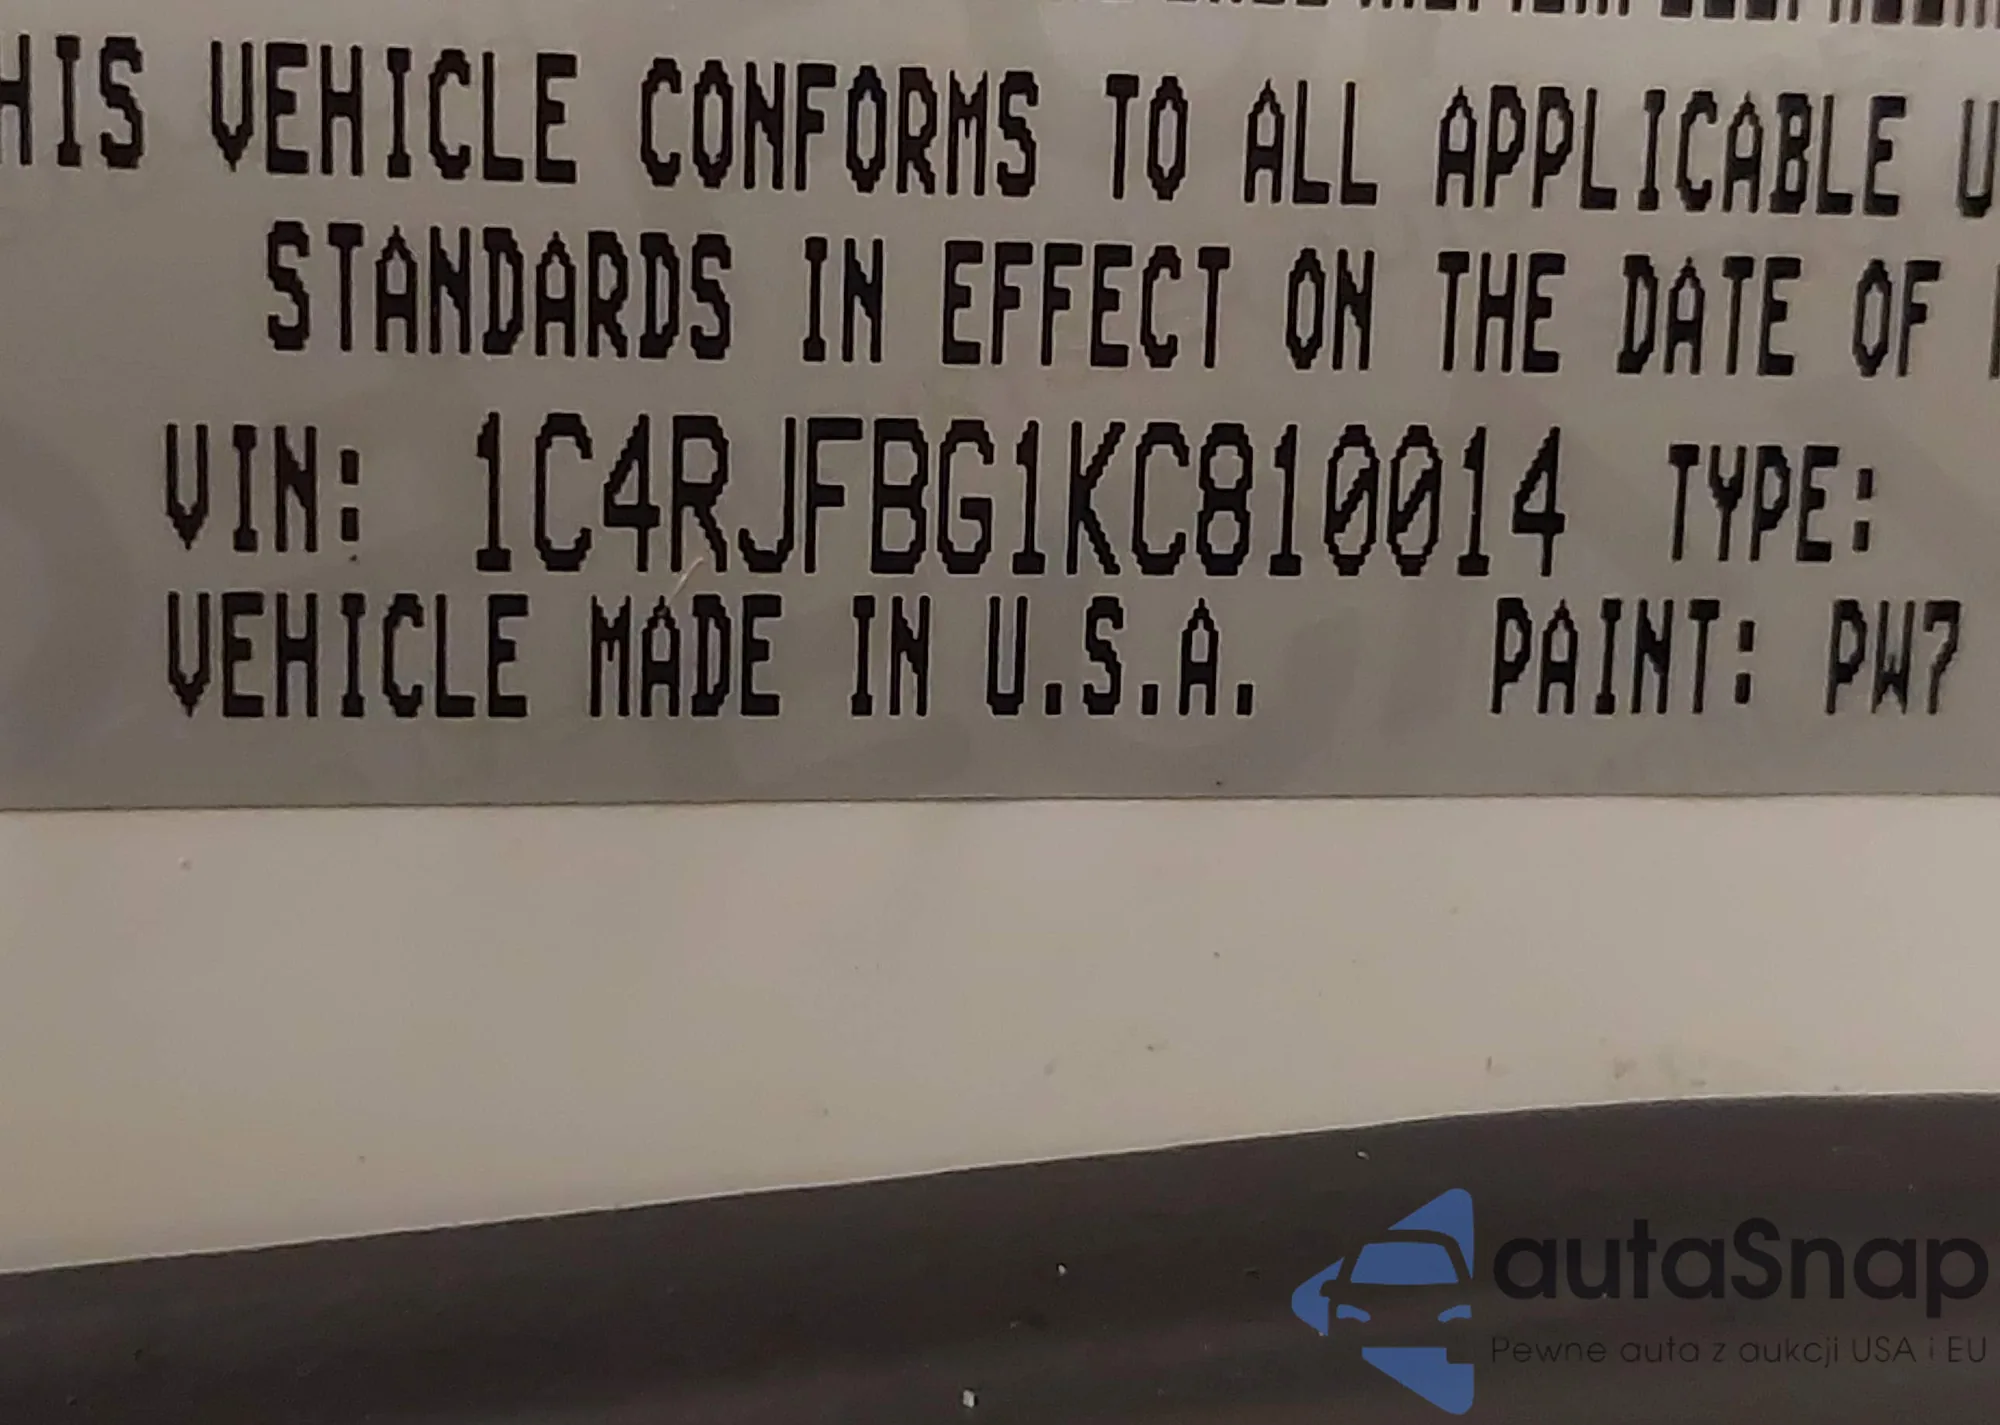 HIS VEHICLE CONFORMS TO ALL APPLICABLE U
STANDARDS IN EFFECT ON THE DATE OF
VIN: 1C4RJFBG1KC810014 TYPE:
VEHICLE MADE IN U.S.A. PAINT: PW7
autaSnap
Pewne auta z aukcji USA i EU